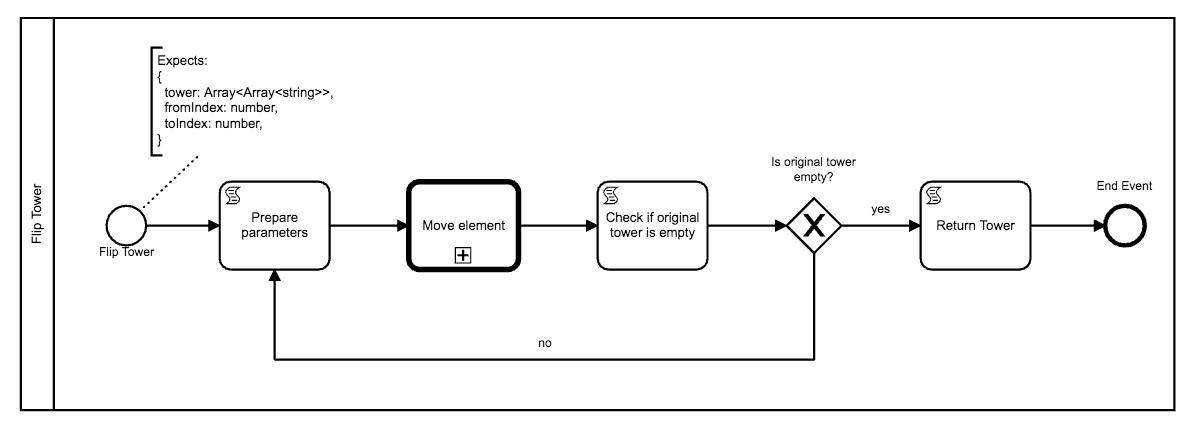 Flip Tower
Expects:
{
tower: Array<Array<string>>,
fromIndex: number,
toIndex: number,
}
Flip Tower
Prepare
parameters
Move element
Check if original
tower is empty
Is original tower
empty?
yes
Return Tower
End Event
no